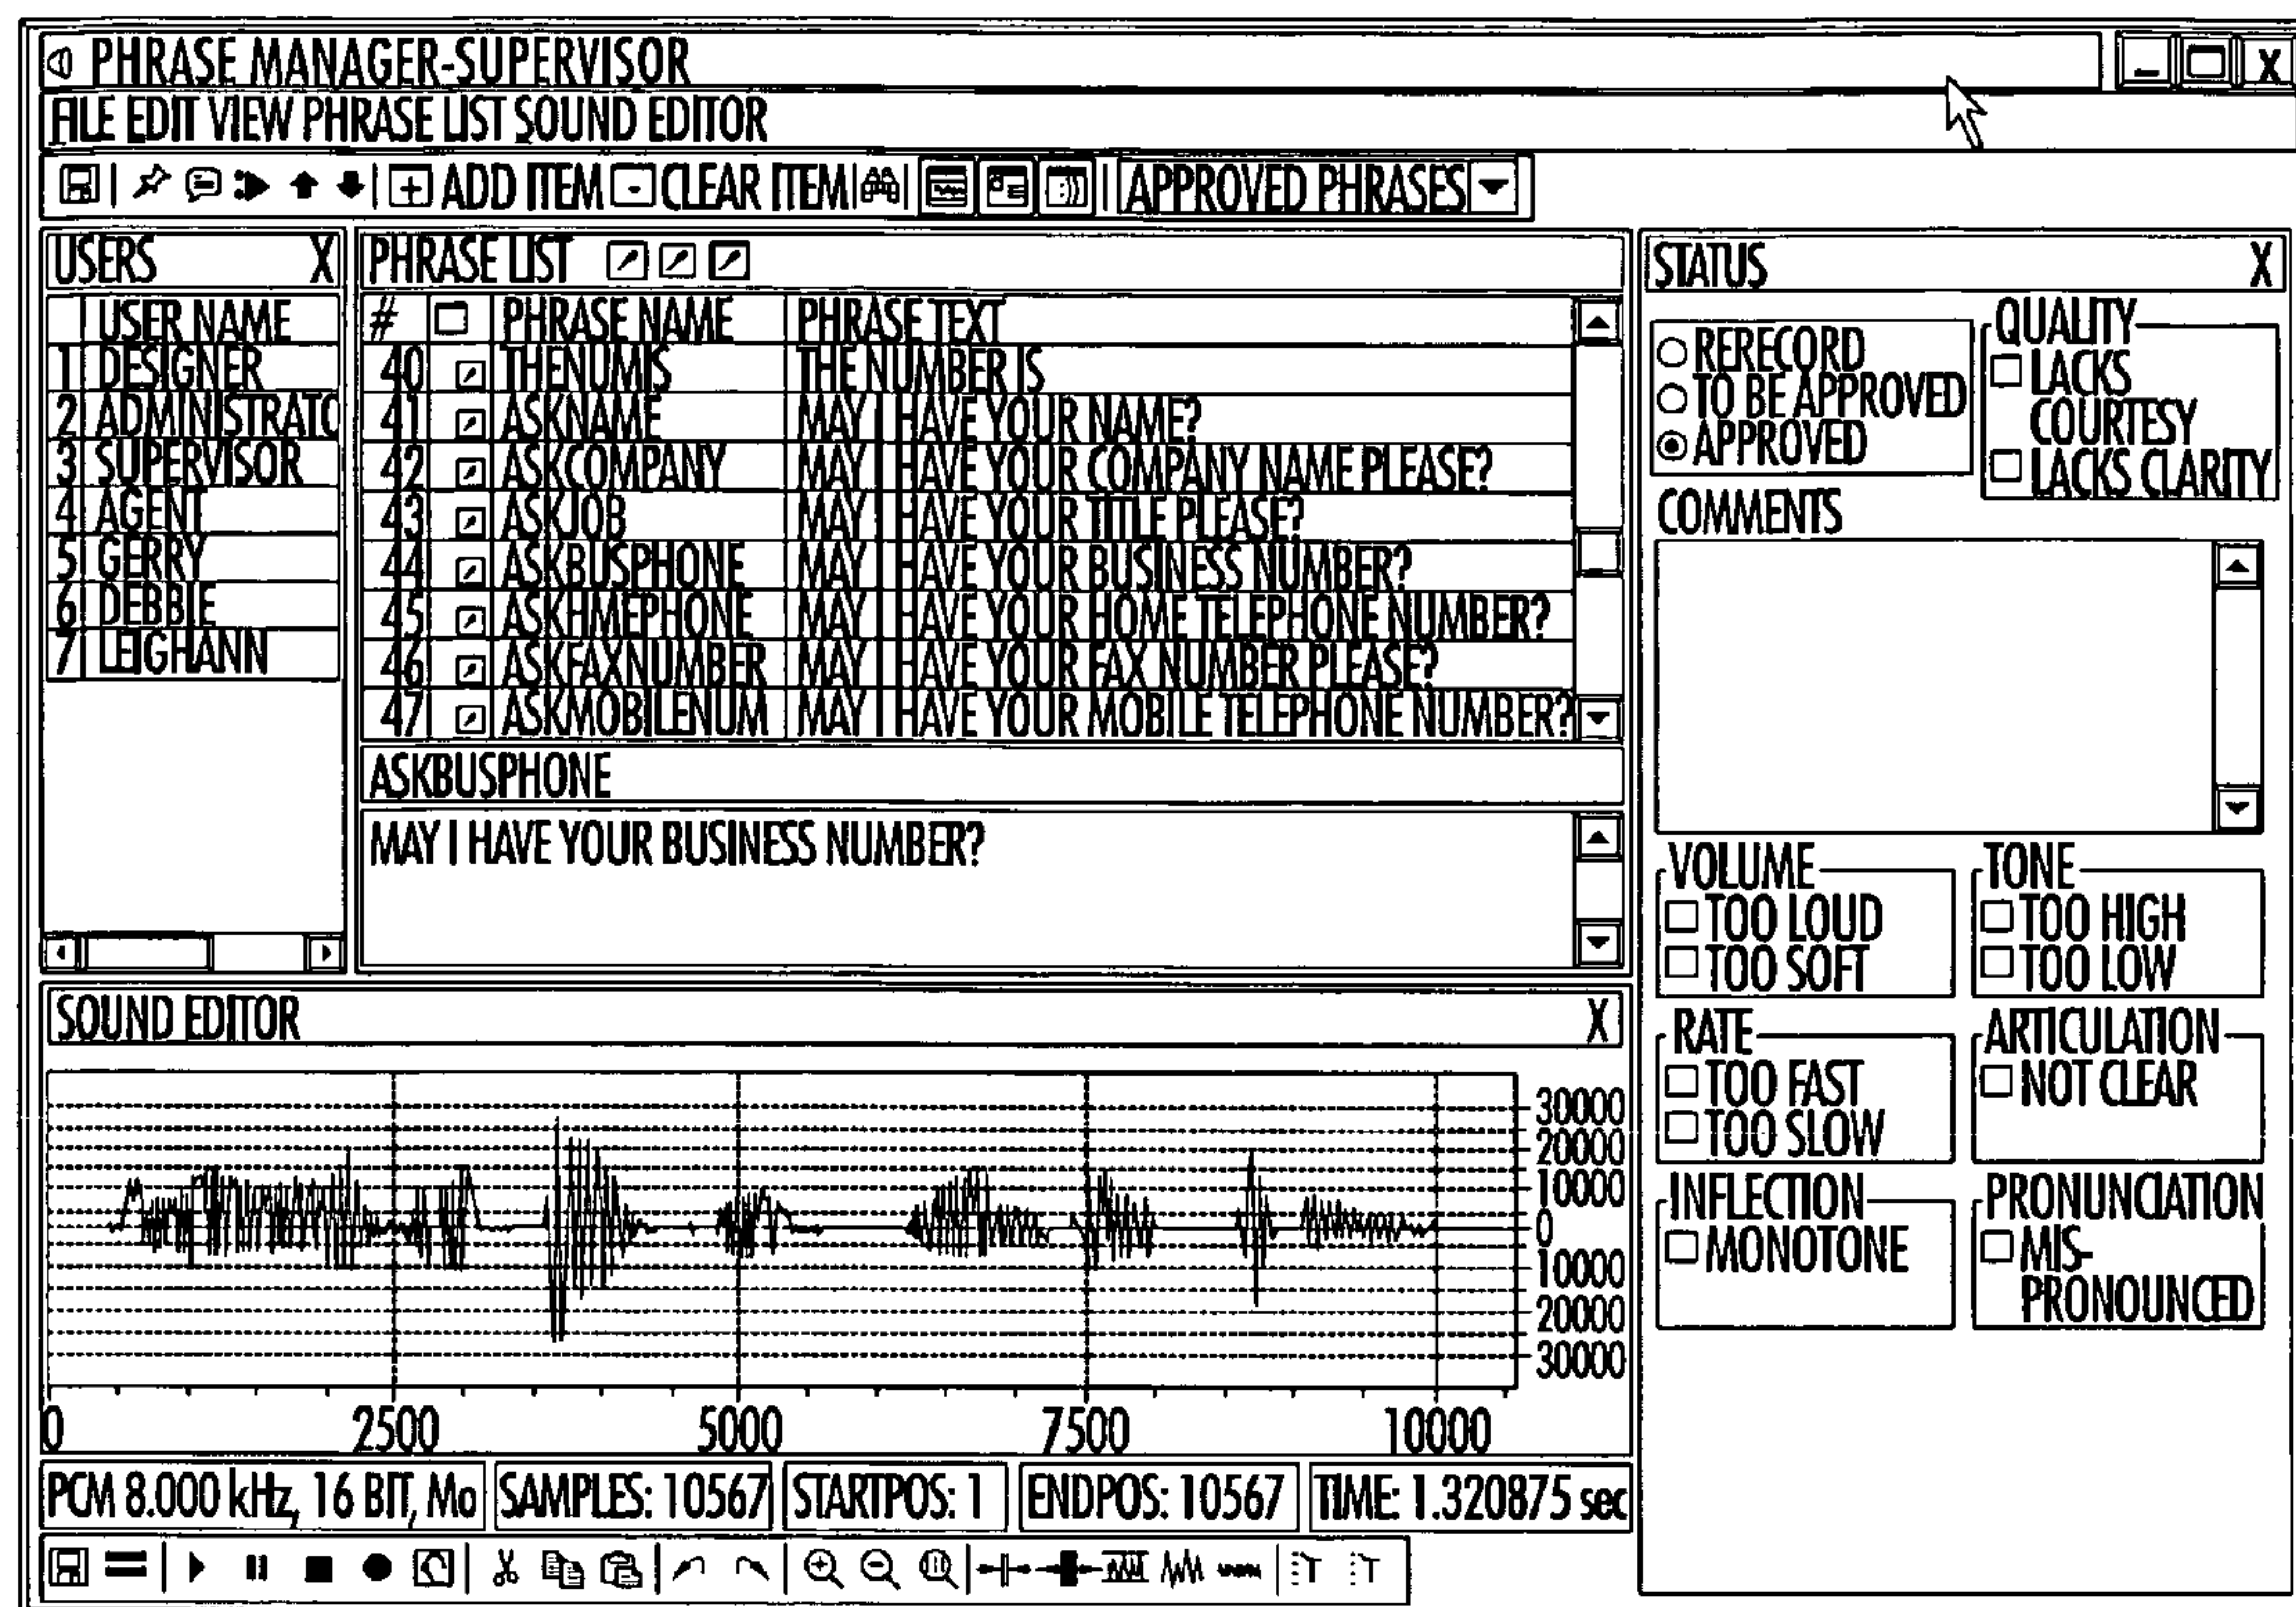 PHRASE MANAGER-SUPERVISOR
X
FILE EDIT VIEW PHRASE LIST SOUND EDITOR
+ ADD ITEM - CLEAR ITEM APPROVED PHRASES
USERS X
USER NAME
1 DESIGNER
2 ADMINISTRATO
3 SUPERVISOR
4 AGENT
5 GERRY
6 DEBBIE
7 LEIGHANN
PHRASE LIST
# PHRASE NAME PHRASE TEXT
40 THENUMIS THE NUMBER IS
41 ASKNAME MAY I HAVE YOUR NAME?
42 ASKCOMPANY MAY I HAVE YOUR COMPANY NAME PLEASE?
43 ASKJOB MAY I HAVE YOUR TITLE PLEASE?
44 ASKBUSPHONE MAY I HAVE YOUR BUSINESS NUMBER?
45 ASKHMEPHONE MAY I HAVE YOUR HOME TELEPHONE NUMBER?
46 ASKFAXNUMBER MAY I HAVE YOUR FAX NUMBER PLEASE?
47 ASKMOBILENUM MAY I HAVE YOUR MOBILE TELEPHONE NUMBER?
ASKBUSPHONE
MAY I HAVE YOUR BUSINESS NUMBER?
STATUS X
RERECORD
TO BE APPROVED
APPROVED
QUALITY
LACKS
COURTESY
LACKS CLARITY
COMMENTS
VOLUME
TOO LOUD
TOO SOFT
TONE
TOO HIGH
TOO LOW
RATE
TOO FAST
TOO SLOW
ARTICULATION
NOT CLEAR
INFLECTION
MONOTONE
PRONUNCIATION
MIS-
PRONOUNCED
SOUND EDITOR X
30000
20000
10000
0
10000
20000
30000
0 2500 5000 7500 10000
PCM 8.000 kHz, 16 BIT, Mo SAMPLES: 10567 STARTPOS: 1 ENDPOS: 10567 TIME: 1.320875 sec